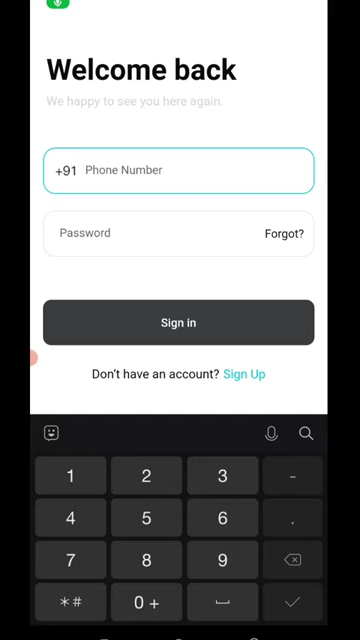 Welcome back
We happy to see you here again.
+91 Phone Number
Password Forgot?
Sign in
Don't have an account? Sign Up
1 2 3 -
4 5 6 .
7 8 9
*# 0 +